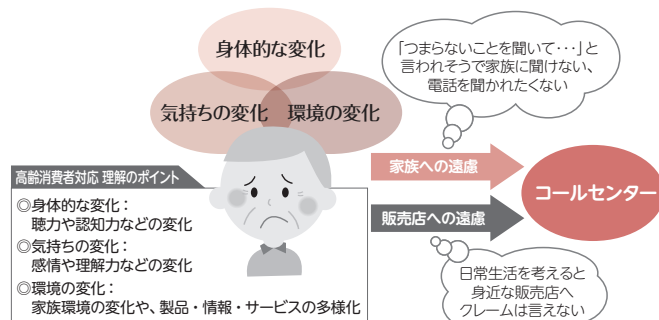 身体的な変化
気持ちの変化
環境の変化
「つまらないことを聞いて・・・」と
言われそうで家族に聞けない、
電話を聞かれたくない
家族への遠慮
販売店への遠慮
コールセンター
日常生活を考えると
身近な販売店へ
クレームは言えない
高齢消費者対応 理解のポイント
◎身体的な変化：
聴力や認知力などの変化
◎気持ちの変化：
感情や理解力などの変化
◎環境の変化：
家族環境の変化や、製品・情報・サービスの多様化